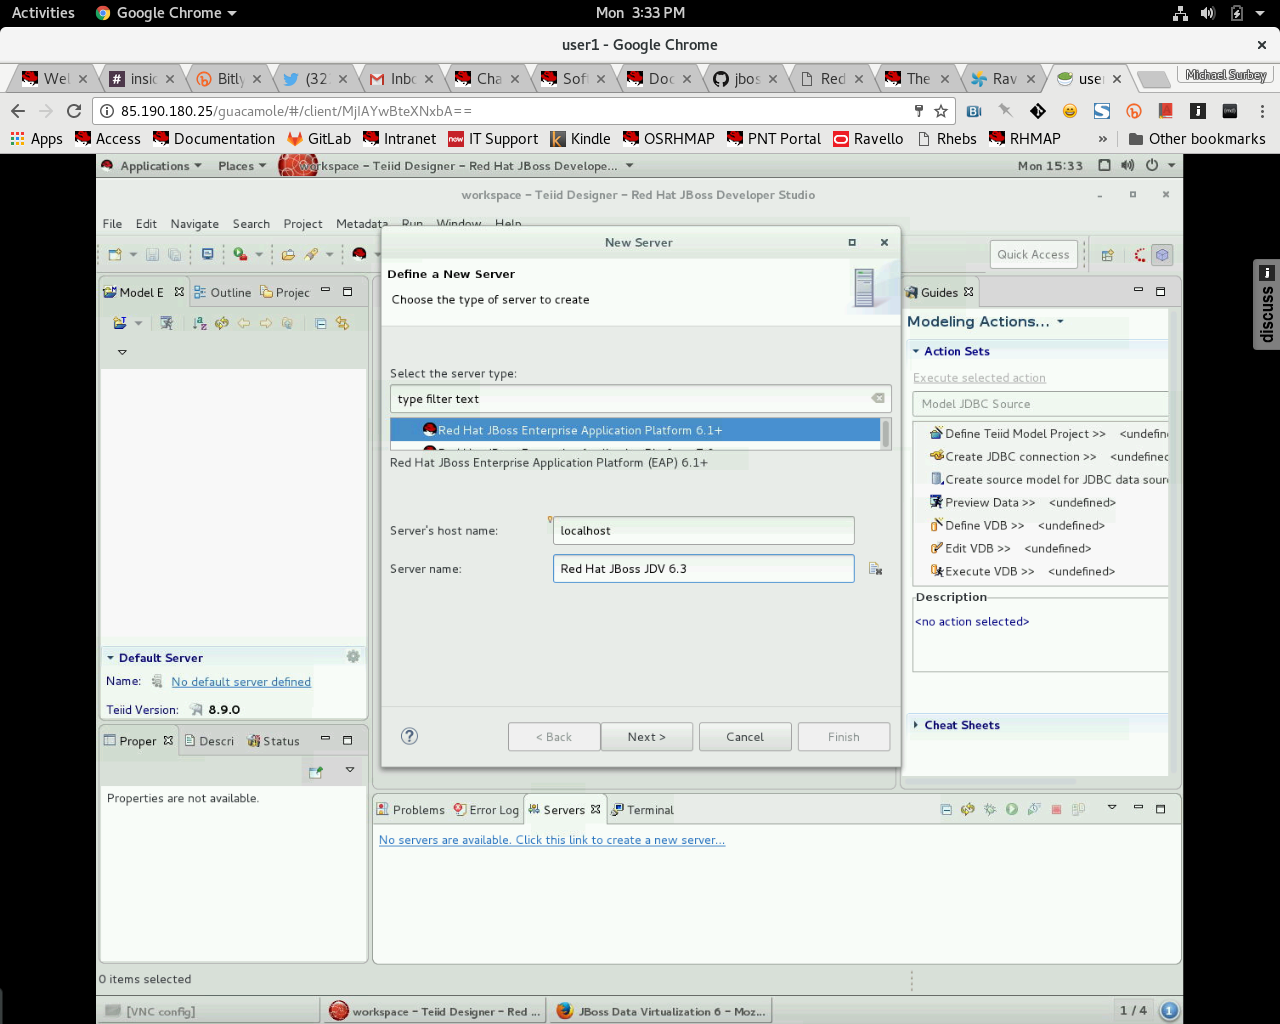 Activities
Google Chrome
Mon 3:33 PM
user1 - Google Chrome
Wel
insid
Bitly
(32
Inbo
Cha
Soft
Doc
jbos
Red
The
Rav
user
Michael Surbey
85.190.180.25/guacamole/#/client/MjIAYwBteXNxbA==
Apps
Access
Documentation
GitLab
Intranet
now
IT Support
Kindle
OSRHMAP
PNT Portal
Ravello
Rhebs
RHMAP
»
Other bookmarks
Applications
Places
workspace – Teiid Designer – Red Hat JBoss Develope...
Mon 15:33
workspace – Teiid Designer – Red Hat JBoss Developer Studio
File Edit Navigate Search Project Metadata Run Window Help
Quick Access
discuss
New Server
Define a New Server
Choose the type of server to create
Select the server type:
type filter text
Red Hat JBoss Enterprise Application Platform 6.1+
Red Hat JBoss Enterprise Application Platform (EAP) 6.1+
Server's host name:
localhost
Server name:
Red Hat JBoss JDV 6.3
< Back
Next >
Cancel
Finish
Model E
Outline
Projec
Default Server
Name:
No default server defined
Teiid Version:
8.9.0
Proper
Descri
Status
Properties are not available.
Guides
Modeling Actions...
Action Sets
Execute selected action
Model JDBC Source
Define Teiid Model Project >> <undefin
Create JDBC connection >> <undefine
Create source model for JDBC data sour
Preview Data >> <undefined>
Define VDB >> <undefined>
Edit VDB >> <undefined>
Execute VDB >> <undefined>
Description
<no action selected>
Cheat Sheets
Problems
Error Log
Servers
Terminal
No servers are available. Click this link to create a new server...
0 items selected
[VNC config]
workspace – Teiid Designer – Red ...
JBoss Data Virtualization 6 – Moz...
1 / 4
1